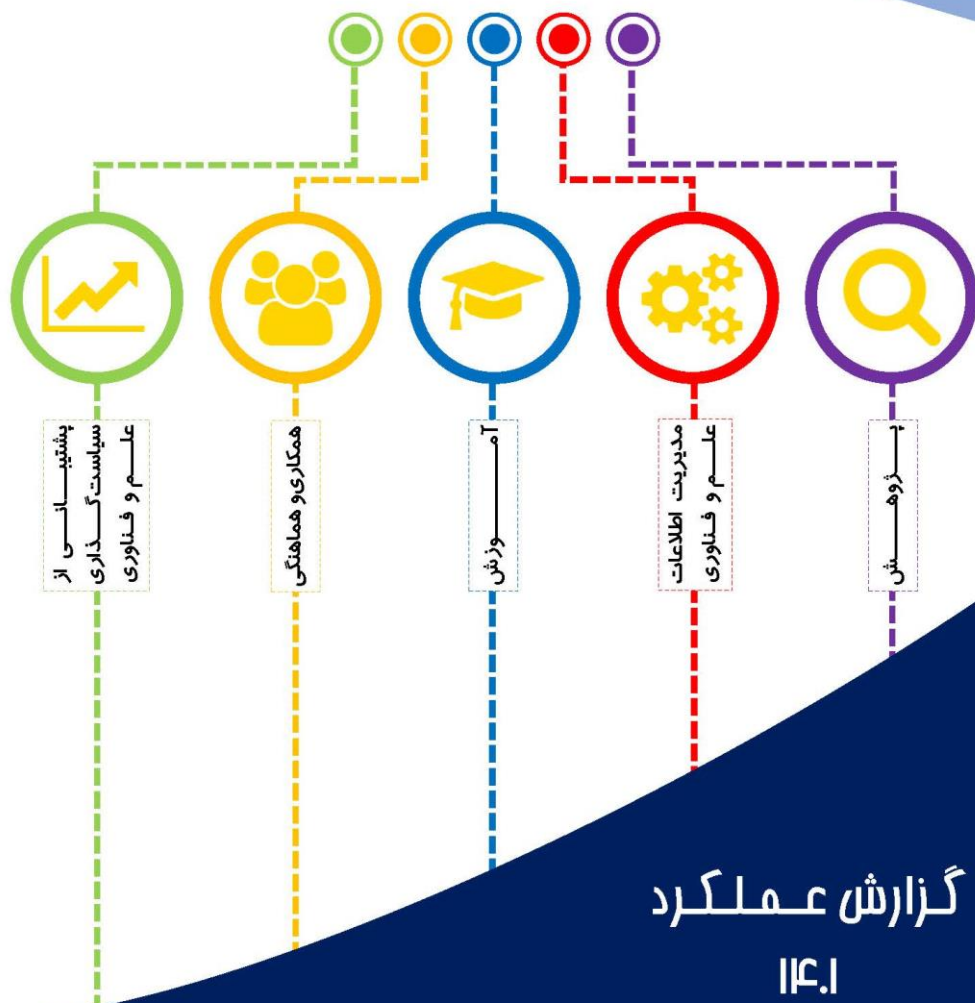 پژوهش
مدیریت اطلاعات
علم و فناوری
آموزش
همکاری و هماهنگی
پشتیبانی از
سیاست‌گذاری
علم و فناوری
گزارش عملکرد
۱۴۰۱